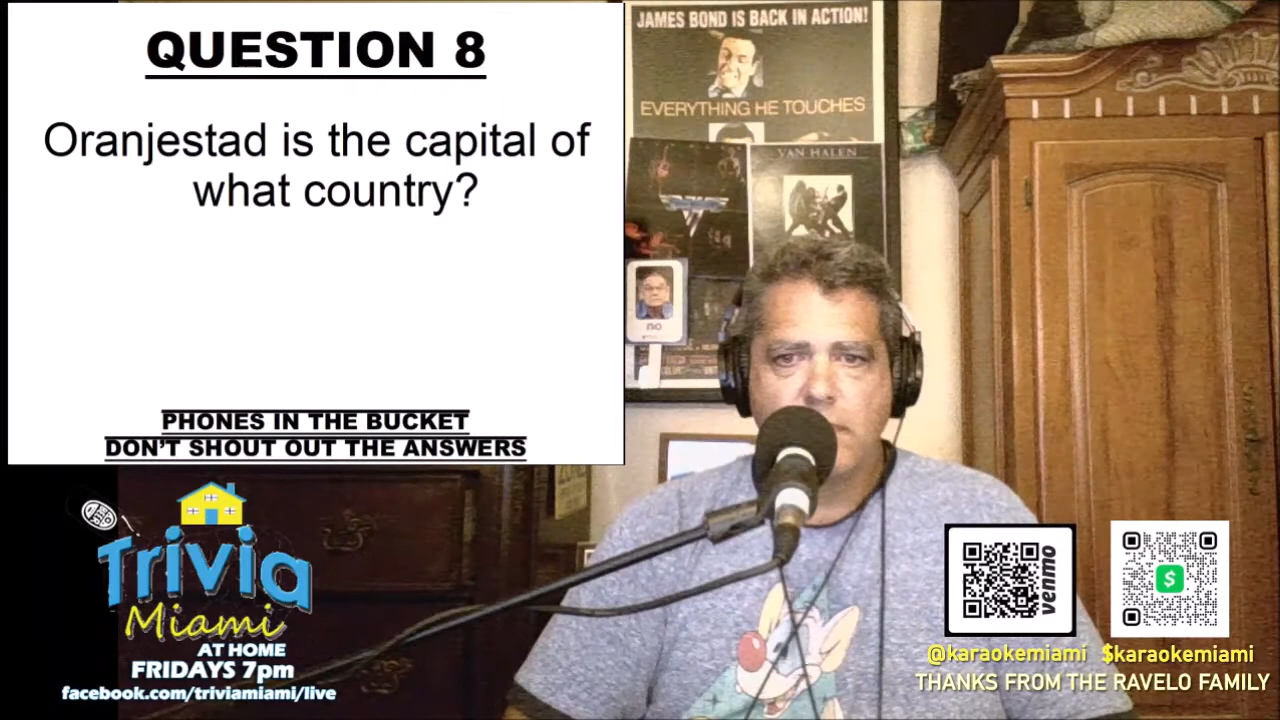 QUESTION 8
Oranjestad is the capital of
what country?
PHONES IN THE BUCKET
DON'T SHOUT OUT THE ANSWERS
JAMES BOND IS BACK IN ACTION!
EVERYTHING HE TOUCHES
VAN HALEN
no
Trivia
Miami
AT HOME
FRIDAYS 7pm
facebook.com/triviamiami/live
venmo
$
@karaokemiami $karaokemiami
THANKS FROM THE RAVELO FAMILY